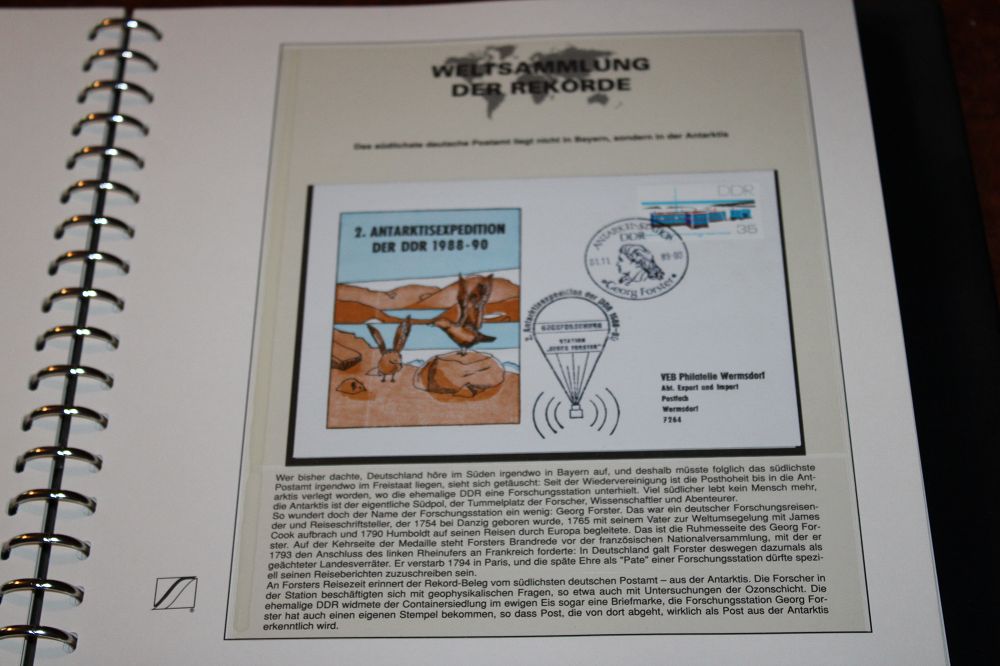 WELTSAMMLUNG
DER REKORDE
Das südlichste deutsche Postamt liegt nicht in Bayern, sondern in der Antarktis
2. ANTARKTISEXPEDITION
DER DDR 1988-90
DDR
35
ANTARKTISSTATION
DDR
01.11. 89-90
*Georg Forster*
2. Antarktisexpedition der DDR 1988-90
STATION
"GEORG FORSTER"
VEB Philatelie Wermsdorf
Abt. Export und Import
Postfach
Wermsdorf
7264
Wer bisher dachte, Deutschland höre im Süden irgendwo in Bayern auf, und deshalb müsste folglich das südlichste
Postamt irgendwo im Freistaat liegen, sieht sich getäuscht: Seit der Wiedervereinigung ist die Posthoheit bis in die Ant-
arktis verlegt worden, wo die ehemalige DDR eine Forschungsstation unterhielt. Viel südlicher lebt kein Mensch mehr,
die Antarktis ist der eigentliche Südpol, der Tummelplatz der Forscher, Wissenschaftler und Abenteurer.
So wundert doch der Name der Forschungsstation ein wenig: Georg Forster. Das war ein deutscher Forschungsreisen-
der und Reiseschriftsteller, der 1754 bei Danzig geboren wurde, 1765 mit seinem Vater zur Weltumsegelung mit James
Cook aufbrach und 1790 Humboldt auf seinen Reisen durch Europa begleitete. Das ist die Ruhmesseite des Georg For-
ster. Auf der Kehrseite der Medaille steht Forsters Brandrede vor der französischen Nationalversammlung, mit der er
1793 den Anschluss des linken Rheinufers an Frankreich forderte: In Deutschland galt Forster deswegen dazumals als
geächteter Landesverräter. Er verstarb 1794 in Paris, und die späte Ehre als "Pate" einer Forschungsstation dürfte spezi-
ell seinen Reiseberichten zuzuschreiben sein.
An Forsters Reisezeit erinnert der Rekord-Beleg vom südlichsten deutschen Postamt – aus der Antarktis. Die Forscher in
der Station beschäftigten sich mit geophysikalischen Fragen, so etwa auch mit Untersuchungen der Ozonschicht. Die
ehemalige DDR widmete der Containersiedlung im ewigen Eis sogar eine Briefmarke, die Forschungsstation Georg For-
ster hat auch einen eigenen Stempel bekommen, so dass Post, die von dort abgeht, wirklich als Post aus der Antarktis
erkenntlich wird.